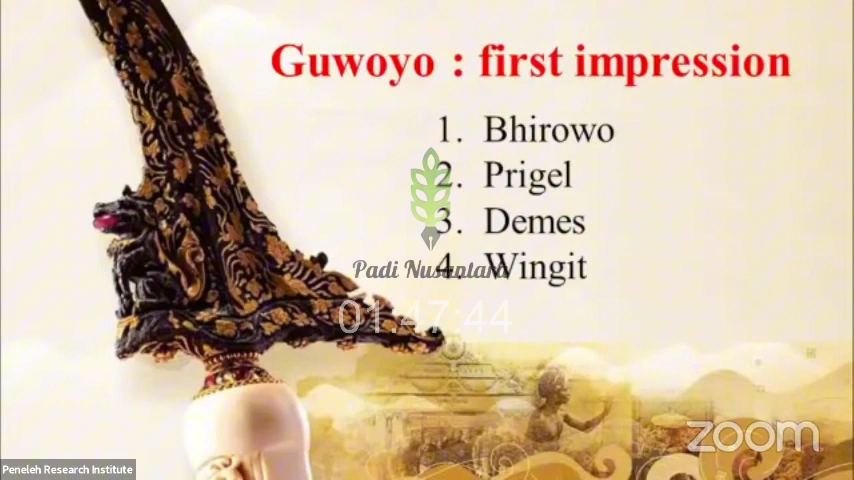 Guwoyo : first impression
1. Bhirowo
2. Prigel
3. Demes
4. Wingit
Padi Nusantara
01:47:44
zoom
Peneleh Research Institute